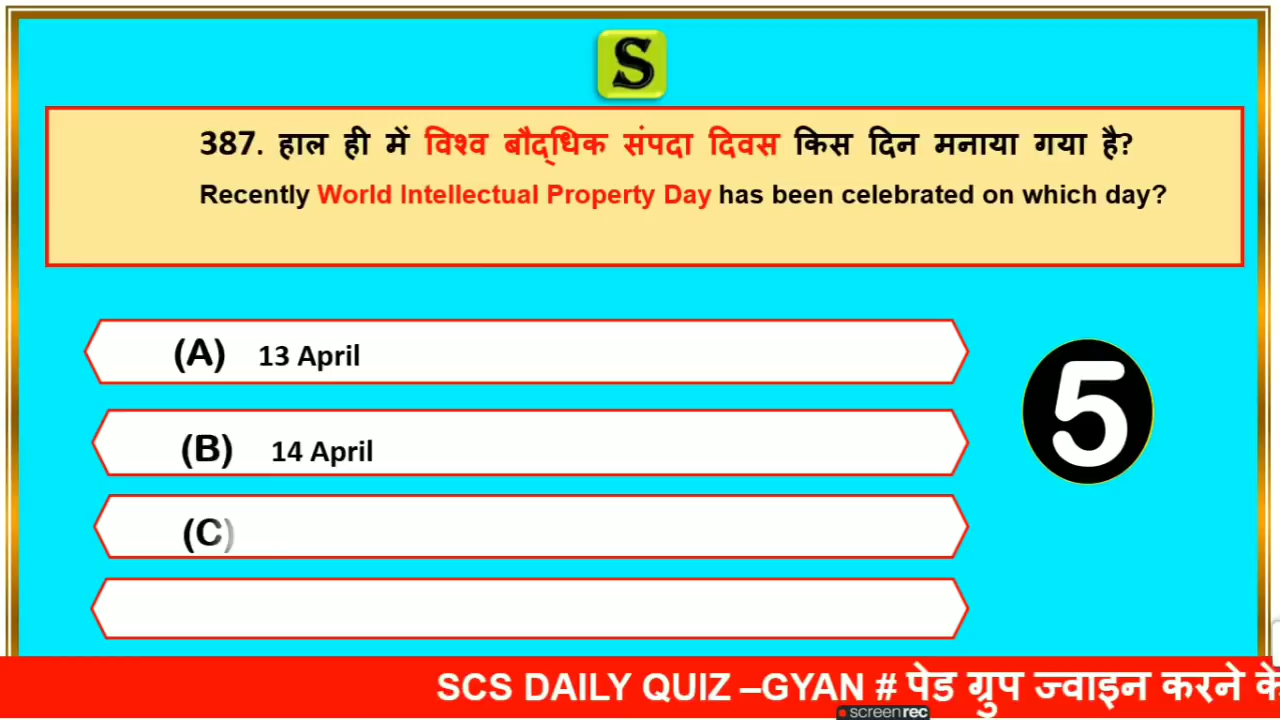 S
387. हाल ही में विश्व बौद्धिक संपदा दिवस किस दिन मनाया गया है?
Recently World Intellectual Property Day has been celebrated on which day?
(A) 13 April
5
(B) 14 April
(C)
SCS DAILY QUIZ –GYAN # पेड ग्रुप ज्वाइन करने के
screenrec